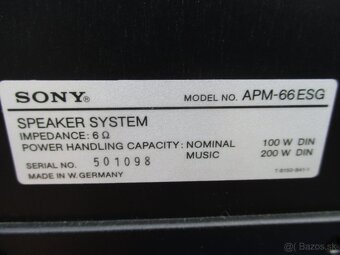 SONY® MODEL NO. APM-66ESG
SPEAKER SYSTEM
IMPEDANCE: 6 Ω
POWER HANDLING CAPACITY: NOMINAL 100 W DIN
MUSIC 200 W DIN
SERIAL NO. 501098
MADE IN W. GERMANY
© Bazos.sk